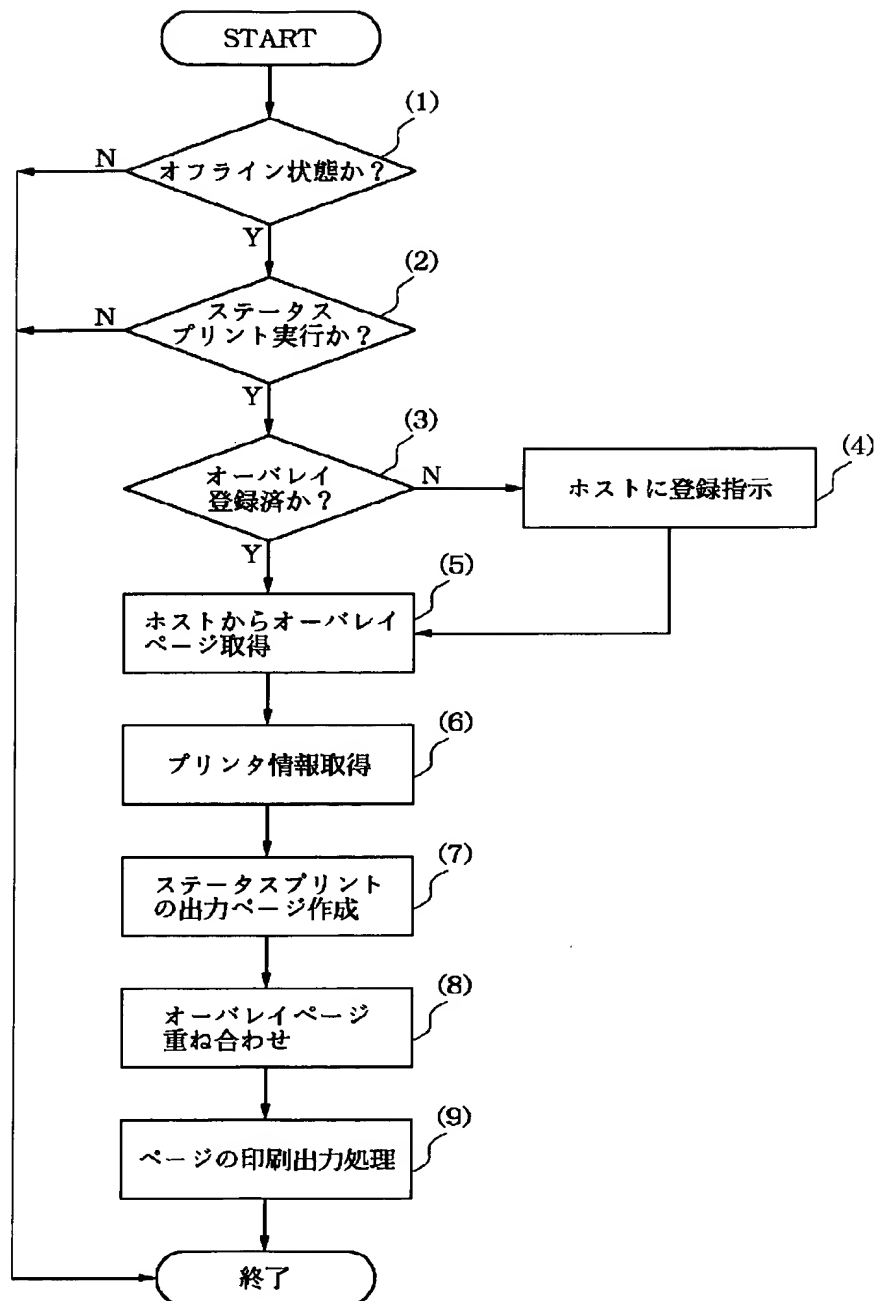 START
(1)
N
オフライン状態か？
Y
(2)
N
ステータス
プリント実行か？
Y
(3)
オーバレイ
登録済か？
N
(4)
ホストに登録指示
Y
(5)
ホストからオーバレイ
ページ取得
(6)
プリンタ情報取得
(7)
ステータスプリント
の出力ページ作成
(8)
オーバレイページ
重ね合わせ
(9)
ページの印刷出力処理
終了